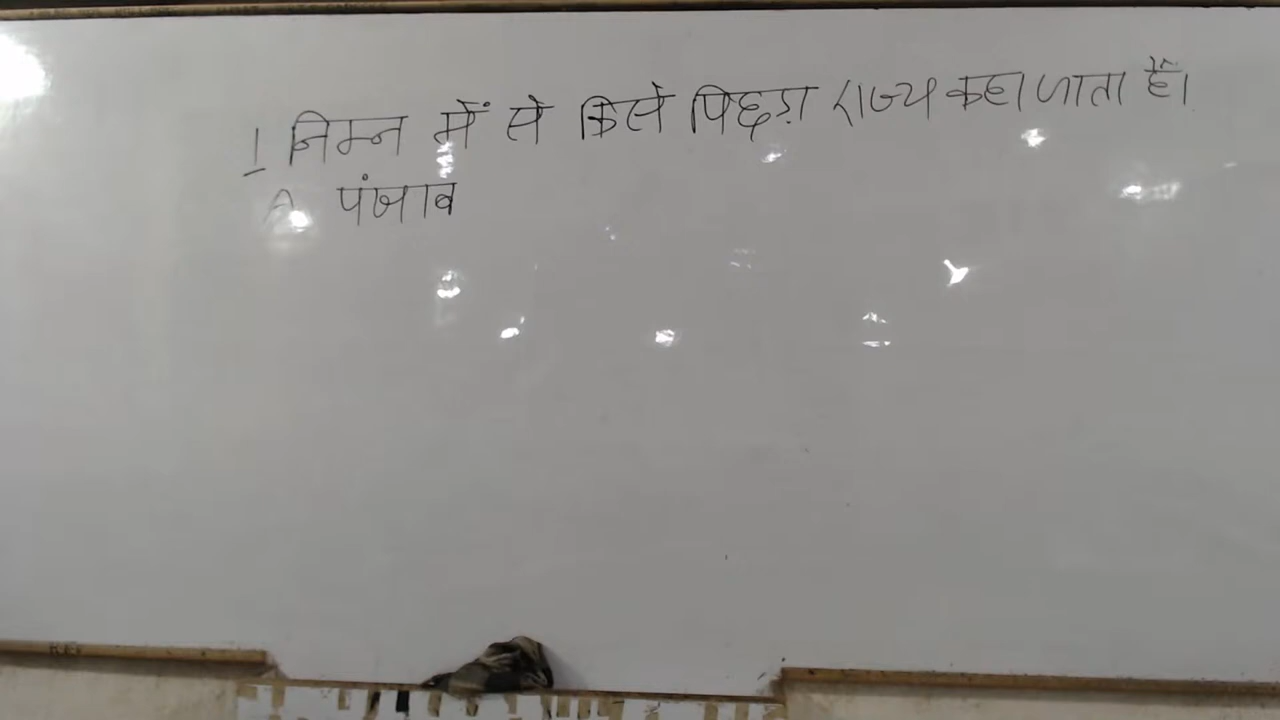 1 निम्न में से किसे पिछड़ा राज्य कहा जाता है।
A पंजाव